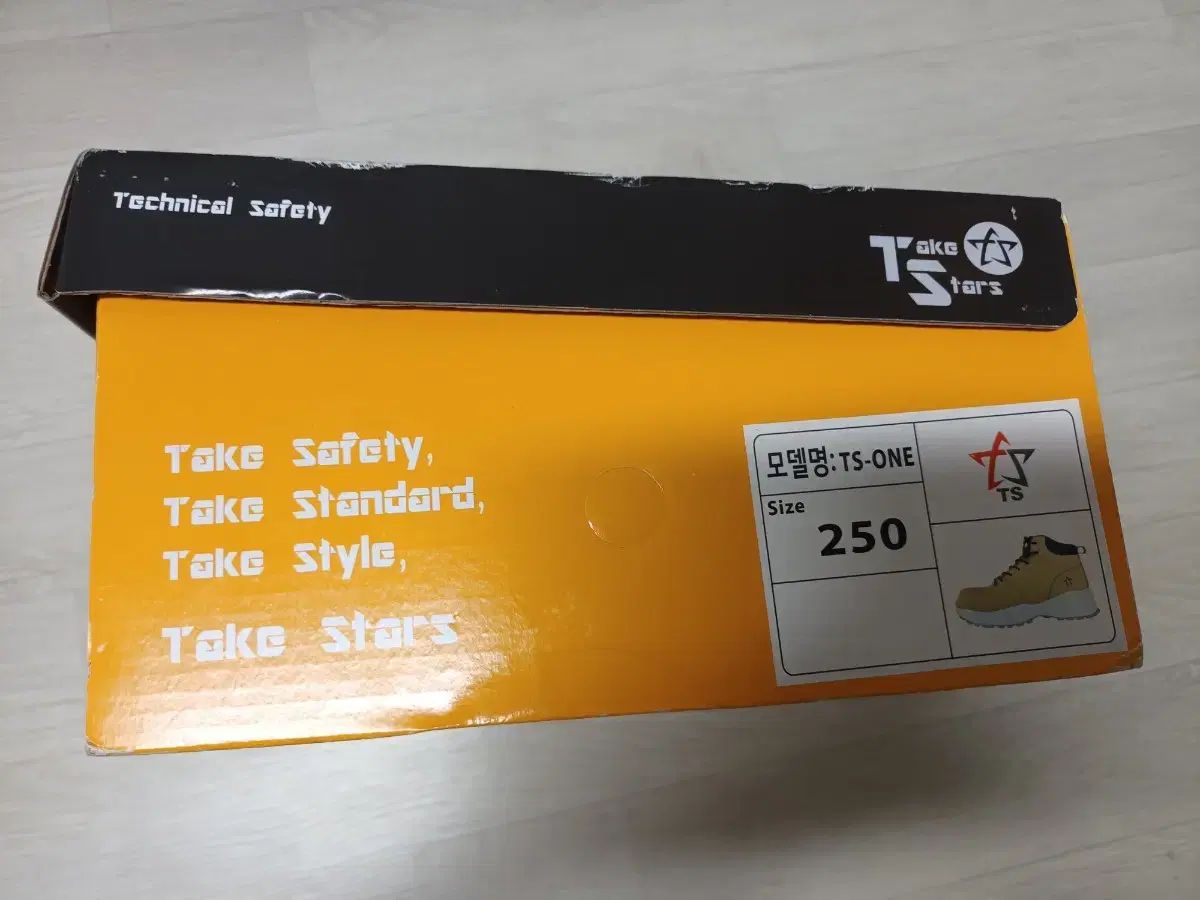 Technical Safety
Take
Stars
Take Safety,
Take Standard,
Take Style,
Take Stars
모델명: TS-ONE
Size
250
TS